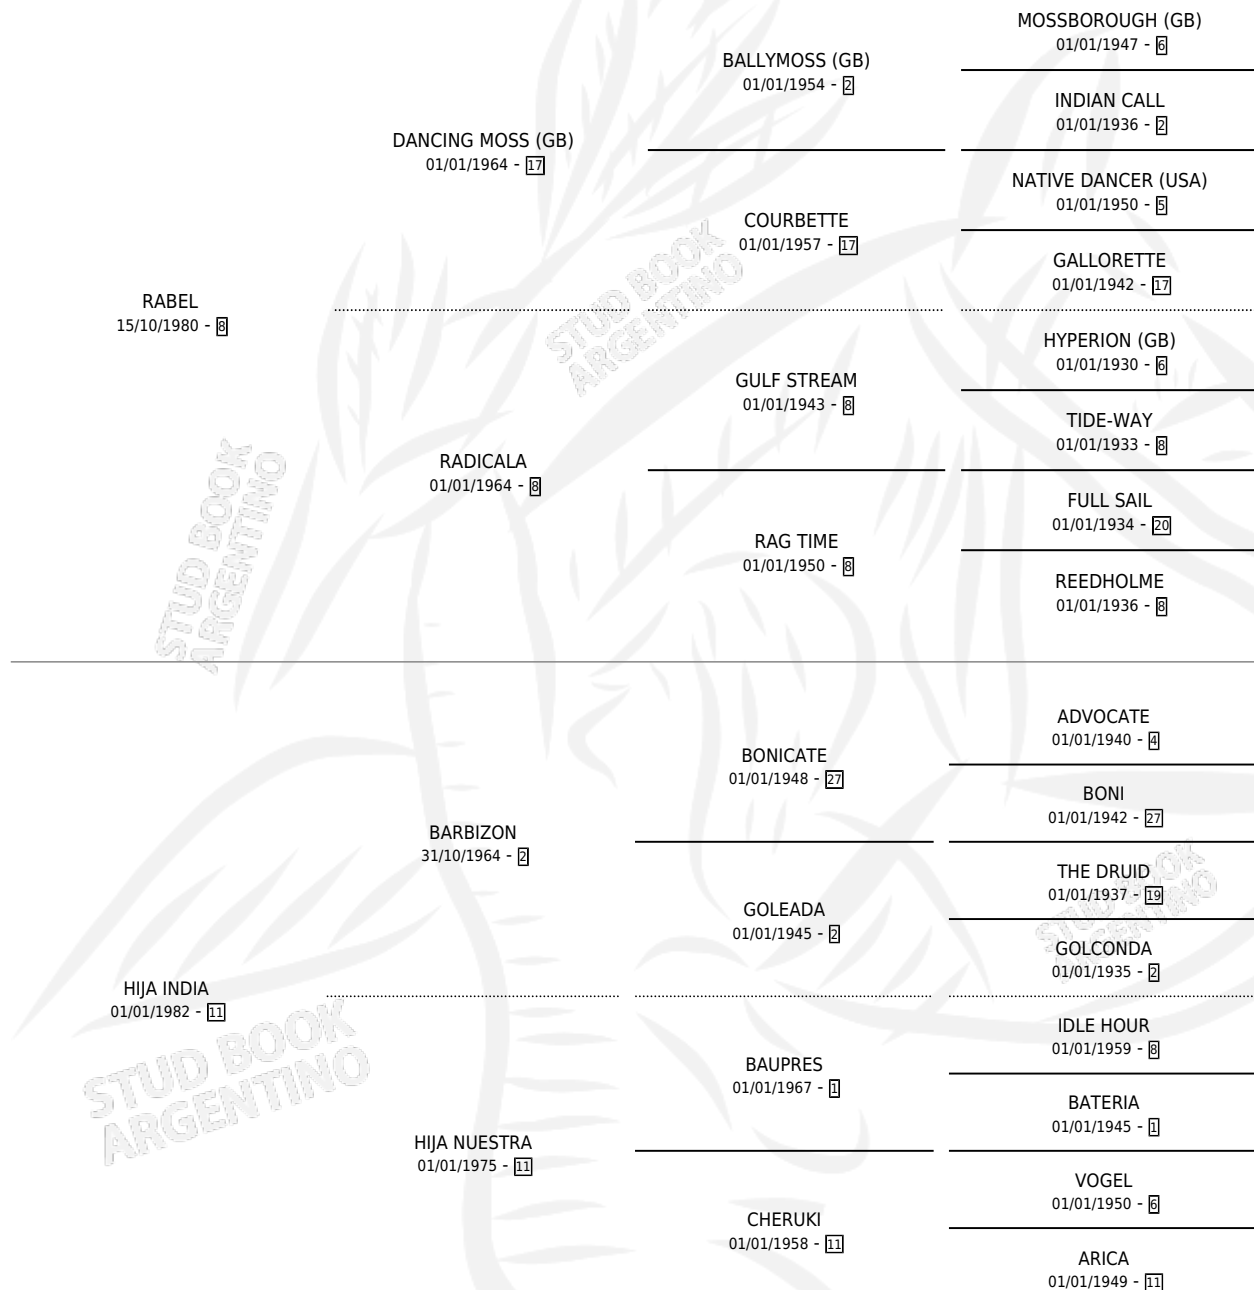 MOSSBOROUGH (GB)
01/01/1947 - 6
BALLYMOSS (GB)
01/01/1954 - 2
INDIAN CALL
01/01/1936 - 2
DANCING MOSS (GB)
01/01/1964 - 17
NATIVE DANCER (USA)
01/01/1950 - 5
COURBETTE
01/01/1957 - 17
GALLORETTE
01/01/1942 - 17
RABEL
15/10/1980 - 8
HYPERION (GB)
01/01/1930 - 6
GULF STREAM
01/01/1943 - 8
TIDE-WAY
01/01/1933 - 8
RADICALA
01/01/1964 - 8
FULL SAIL
01/01/1934 - 20
RAG TIME
01/01/1950 - 8
REEDHOLME
01/01/1936 - 8
ADVOCATE
01/01/1940 - 4
BONICATE
01/01/1948 - 27
BONI
01/01/1942 - 27
BARBIZON
31/10/1964 - 2
THE DRUID
01/01/1937 - 19
GOLEADA
01/01/1945 - 2
GOLCONDA
01/01/1935 - 2
HIJA INDIA
01/01/1982 - 11
IDLE HOUR
01/01/1959 - 8
BAUPRES
01/01/1967 - 1
BATERIA
01/01/1945 - 1
HIJA NUESTRA
01/01/1975 - 11
VOGEL
01/01/1950 - 6
CHERUKI
01/01/1958 - 11
ARICA
01/01/1949 - 11
STUD BOOK
ARGENTINO
STUD BOOK
ARGENTINO
STUD BOOK
ARGENTINO
STUD BOOK
ARGENTINO